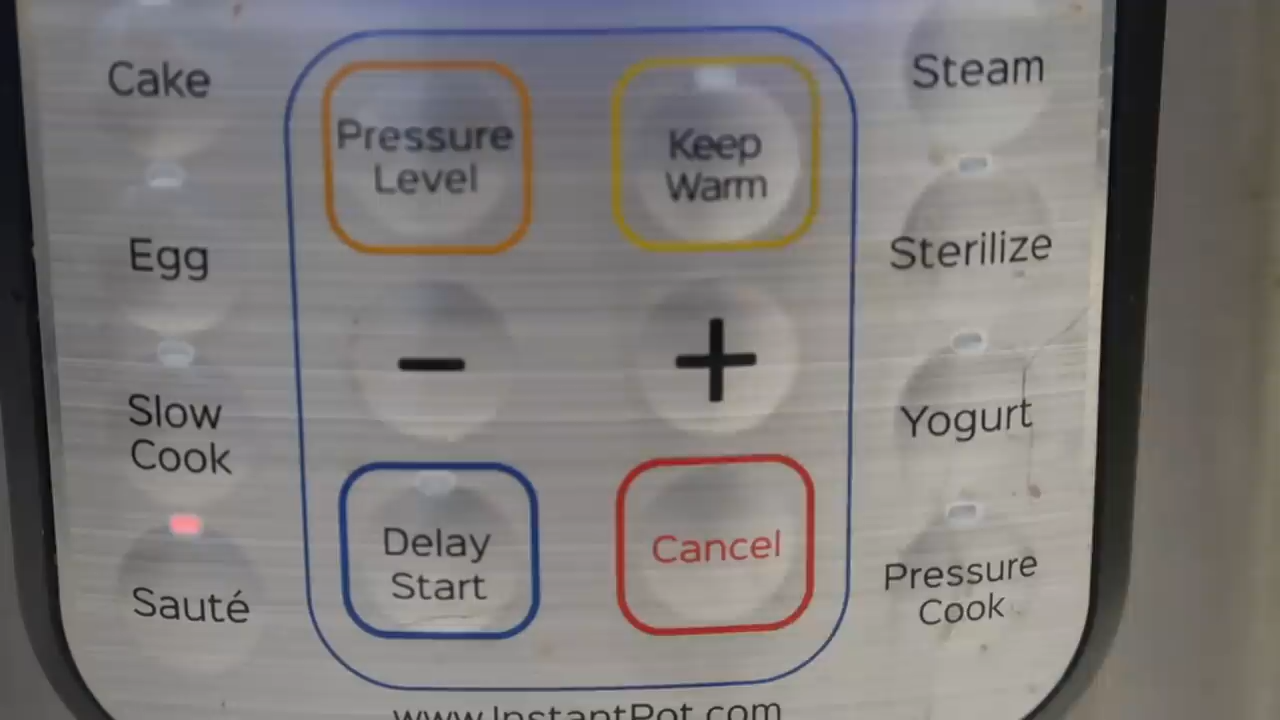 Cake
Pressure
Level
Keep
Warm
Steam
Egg
Sterilize
−
+
Slow
Cook
Yogurt
Delay
Start
Cancel
Pressure
Cook
Sauté
www.InstantPot.com